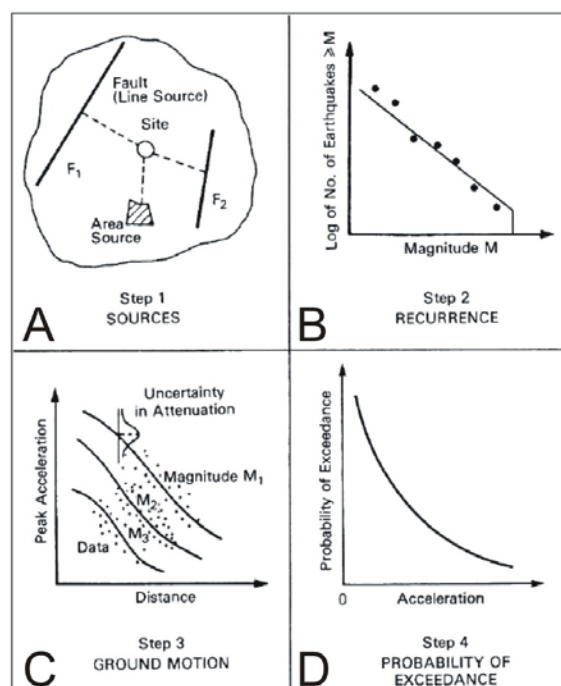 Fault
(Line Source)
Site
F1
F2
Area
Source
A
Step 1
SOURCES
Log of No. of Earthquakes ⩾M
Magnitude M
B
Step 2
RECURRENCE
Uncertainty
in Attenuation
Peak Acceleration
Magnitude M1
M2
M3
Data
Distance
C
Step 3
GROUND MOTION
Probability of Exceedance
0
Acceleration
D
Step 4
PROBABILITY OF
EXCEEDANCE